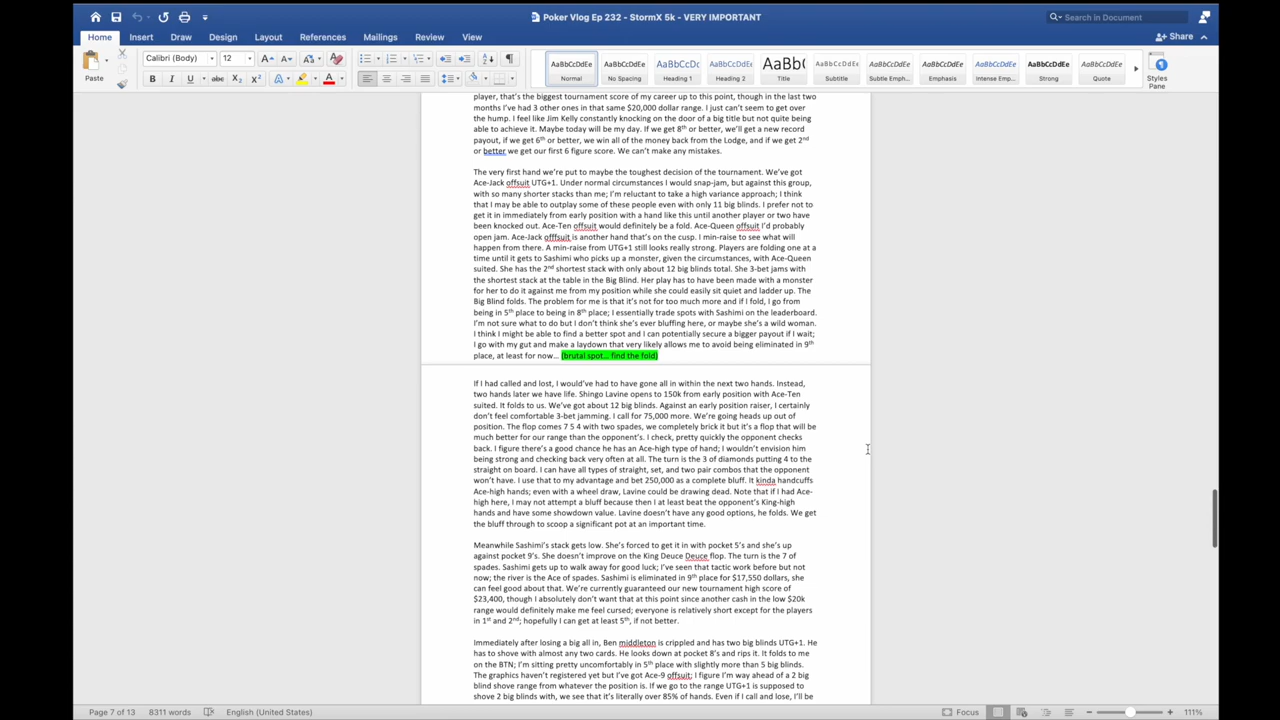 Poker Vlog Ep 232 - StormX 5k - VERY IMPORTANT
Search in Document
Home Insert Draw Design Layout References Mailings Review View
Share
Paste
Calibri (Body) 12
AaBbCcDdEe AaBbCcDdEe AaBbCcDc AaBbCcDdEe AaBbC AaBbCcDdEe AaBbCcDdEe AaBbCcDdEe AaBbCcDdEe AaBbCcDdEe AaBbCcDdEe
Normal No Spacing Heading 1 Heading 2 Title Subtitle Subtle Emph... Emphasis Intense Emp... Strong Quote
Styles
Pane
player, that's the biggest tournament score of my career up to this point, though in the last two
months I've had 3 other ones in that same $20,000 dollar range. I just can't seem to get over
the hump. I feel like Jim Kelly constantly knocking on the door of a big title but not quite being
able to achieve it. Maybe today will be my day. If we get 8th or better, we'll get a new record
payout, if we get 6th or better, we win all of the money back from the Lodge, and if we get 2nd
or better we get our first 6 figure score. We can't make any mistakes.
The very first hand we're put to maybe the toughest decision of the tournament. We've got
Ace-Jack offsuit UTG+1. Under normal circumstances I would snap-jam, but against this group,
with so many shorter stacks than me; I'm reluctant to take a high variance approach; I think
that I may be able to outplay some of these people even with only 11 big blinds. I prefer not to
get it in immediately from early position with a hand like this until another player or two have
been knocked out. Ace-Ten offsuit would definitely be a fold. Ace-Queen offsuit I'd probably
open jam. Ace-Jack offfsuit is another hand that's on the cusp. I min-raise to see what will
happen from there. A min-raise from UTG+1 still looks really strong. Players are folding one at a
time until it gets to Sashimi who picks up a monster, given the circumstances, with Ace-Queen
suited. She has the 2nd shortest stack with only about 12 big blinds total. She 3-bet jams with
the shortest stack at the table in the Big Blind. Her play has to have been made with a monster
for her to do it against me from my position while she could easily sit quiet and ladder up. The
Big Blind folds. The problem for me is that it's not for too much more and if I fold, I go from
being in 5th place to being in 8th place; I essentially trade spots with Sashimi on the leaderboard.
I'm not sure what to do but I don't think she's ever bluffing here, or maybe she's a wild woman.
I think I might be able to find a better spot and I can potentially secure a bigger payout if I wait;
I go with my gut and make a laydown that very likely allows me to avoid being eliminated in 9th
place, at least for now... (brutal spot... find the fold)
If I had called and lost, I would've had to have gone all in within the next two hands. Instead,
two hands later we have life. Shingo Lavine opens to 150k from early position with Ace-Ten
suited. It folds to us. We've got about 12 big blinds. Against an early position raiser, I certainly
don't feel comfortable 3-bet jamming. I call for 75,000 more. We're going heads up out of
position. The flop comes 7 5 4 with two spades, we completely brick it but it's a flop that will be
much better for our range than the opponent's. I check, pretty quickly the opponent checks
back. I figure there's a good chance he has an Ace-high type of hand; I wouldn't envision him
being strong and checking back very often at all. The turn is the 3 of diamonds putting 4 to the
straight on board. I can have all types of straight, set, and two pair combos that the opponent
won't have. I use that to my advantage and bet 250,000 as a complete bluff. It kinda handcuffs
Ace-high hands; even with a wheel draw, Lavine could be drawing dead. Note that if I had Ace-
high here, I may not attempt a bluff because then I at least beat the opponent's King-high
hands and have some showdown value. Lavine doesn't have any good options, he folds. We get
the bluff through to scoop a significant pot at an important time.
Meanwhile Sashimi's stack gets low. She's forced to get it in with pocket 5's and she's up
against pocket 9's. She doesn't improve on the King Deuce Deuce flop. The turn is the 7 of
spades. Sashimi gets up to walk away for good luck; I've seen that tactic work before but not
now; the river is the Ace of spades. Sashimi is eliminated in 9th place for $17,550 dollars, she
can feel good about that. We're currently guaranteed our new tournament high score of
$23,400, though I absolutely don't want that at this point since another cash in the low $20k
range would definitely make me feel cursed; everyone is relatively short except for the players
in 1st and 2nd; hopefully I can get at least 5th, if not better.
Immediately after losing a big all in, Ben middleton is crippled and has two big blinds UTG+1. He
has to shove with almost any two cards. He looks down at pocket 8's and rips it. It folds to me
on the BTN; I'm sitting pretty uncomfortably in 5th place with slightly more than 5 big blinds.
The graphics haven't registered yet but I've got Ace-9 offsuit; I figure I'm way ahead of a 2 big
blind shove range from whatever the position is. If we go to the range UTG+1 is supposed to
shove 2 big blinds with, we see that it's literally over 85% of hands. Even if I call and lose, I'll be
Page 7 of 13 8311 words English (United States) Focus 111%